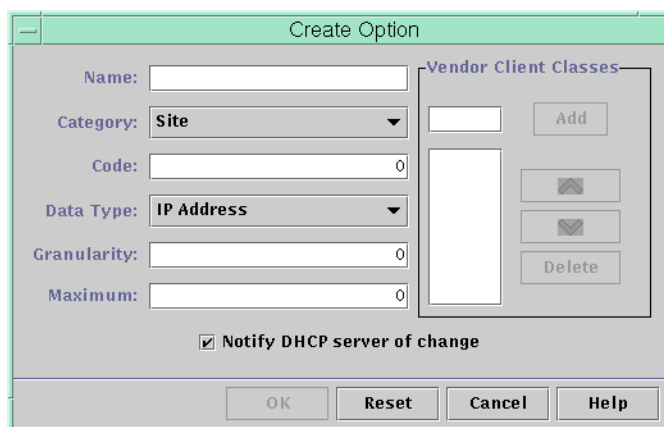 Create Option
Name:
Category: Site
Code: 0
Data Type: IP Address
Granularity: 0
Maximum: 0
Vendor Client Classes
Add
Delete
Notify DHCP server of change
OK Reset Cancel Help